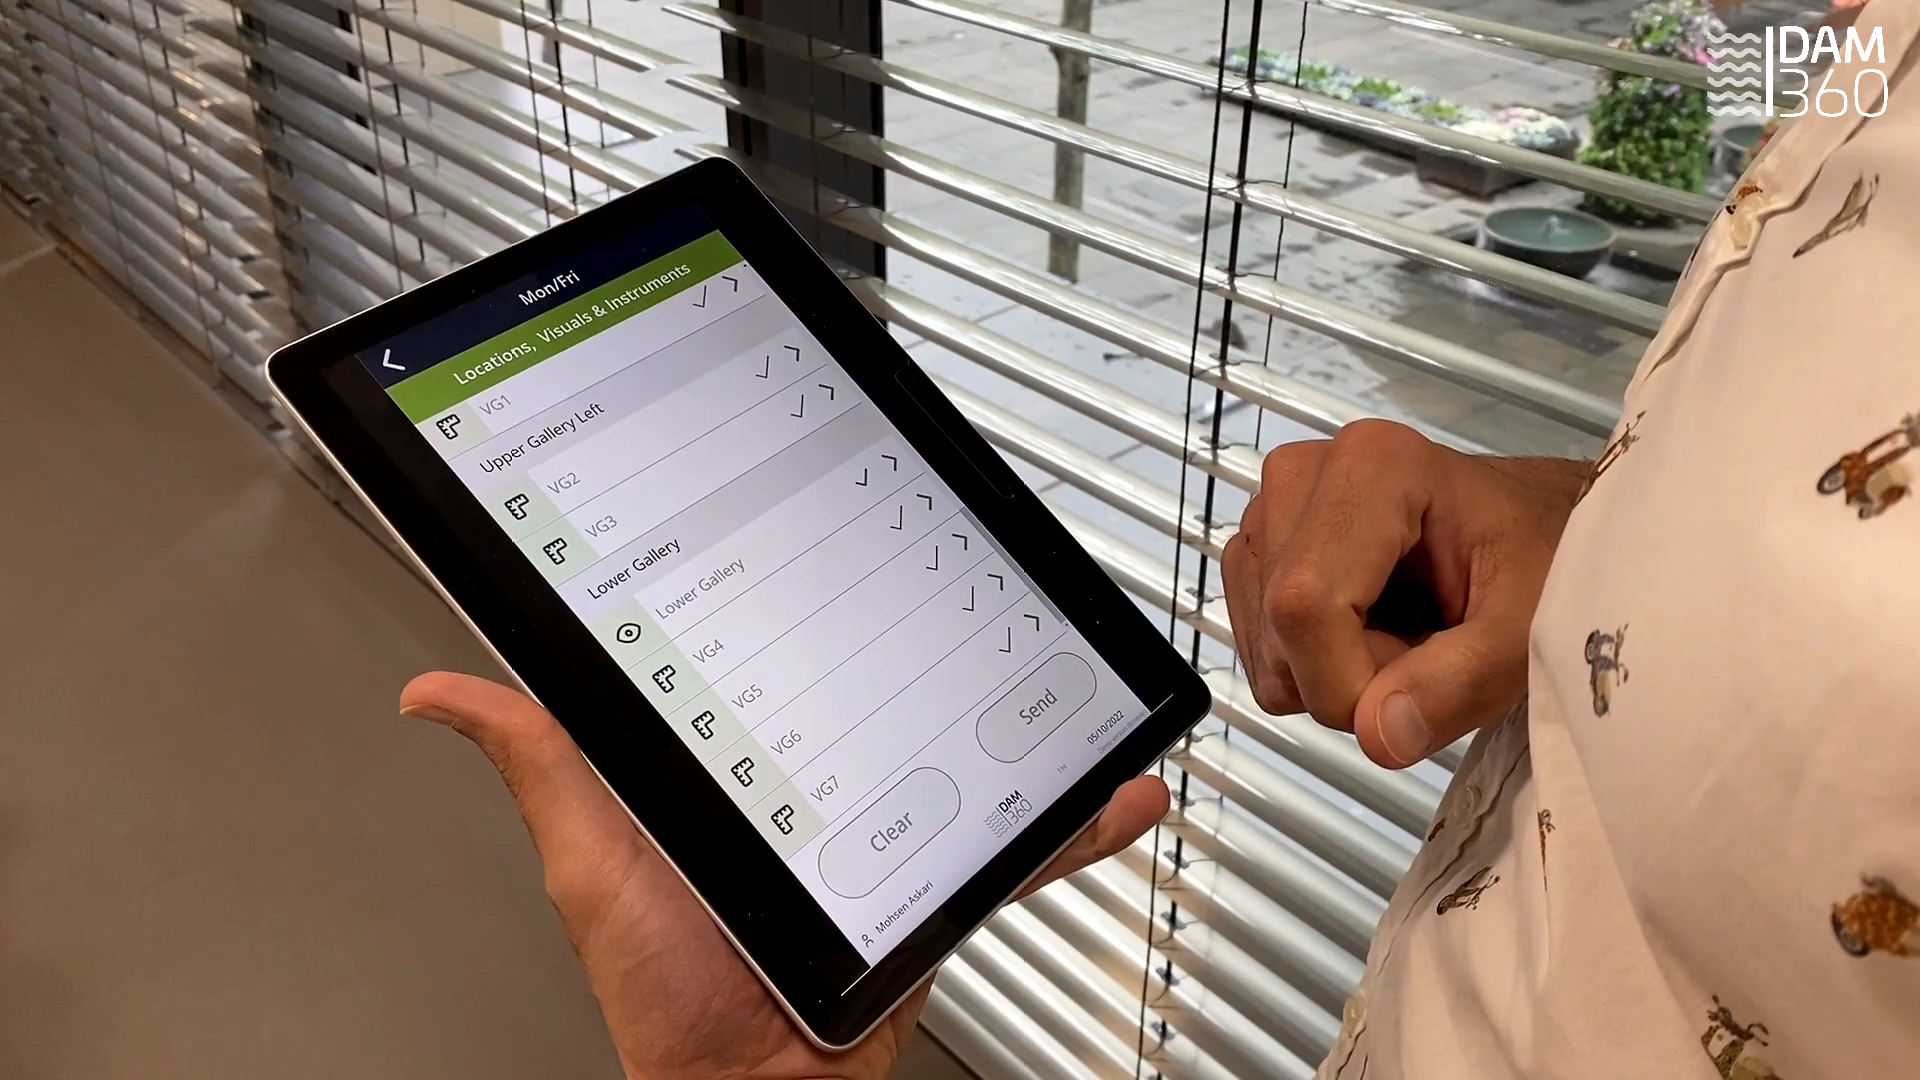 DAM
360
Mon/Fri
Locations, Visuals & Instruments
VG1
Upper Gallery Left
VG2
VG3
Lower Gallery
Lower Gallery
VG4
VG5
VG6
VG7
Clear
Send
Mohsen Askari
DAM
360
05/10/2022